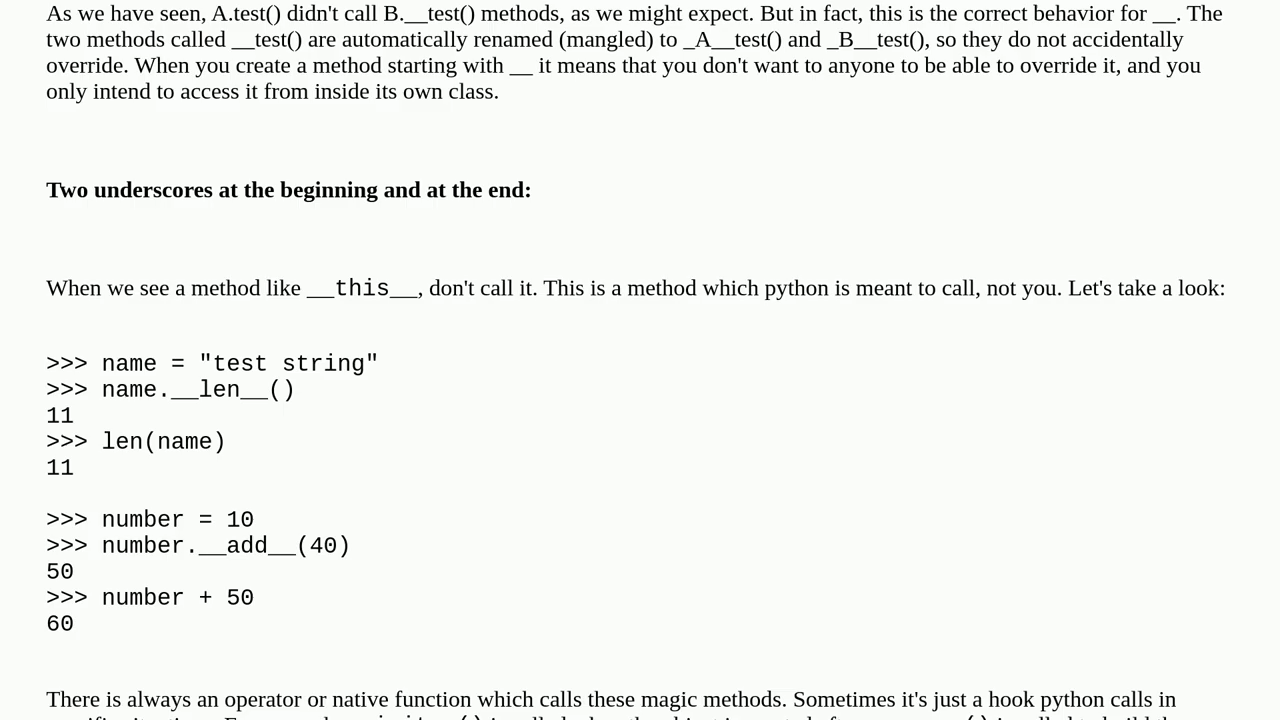 As we have seen, A.test() didn't call B.__test() methods, as we might expect. But in fact, this is the correct behavior for __. The
two methods called __test() are automatically renamed (mangled) to _A__test() and _B__test(), so they do not accidentally
override. When you create a method starting with __ it means that you don't want to anyone to be able to override it, and you
only intend to access it from inside its own class.
Two underscores at the beginning and at the end:
When we see a method like __this__, don't call it. This is a method which python is meant to call, not you. Let's take a look:
>>> name = "test string"
>>> name.__len__()
11
>>> len(name)
11
>>> number = 10
>>> number.__add__(40)
50
>>> number + 50
60
There is always an operator or native function which calls these magic methods. Sometimes it's just a hook python calls in